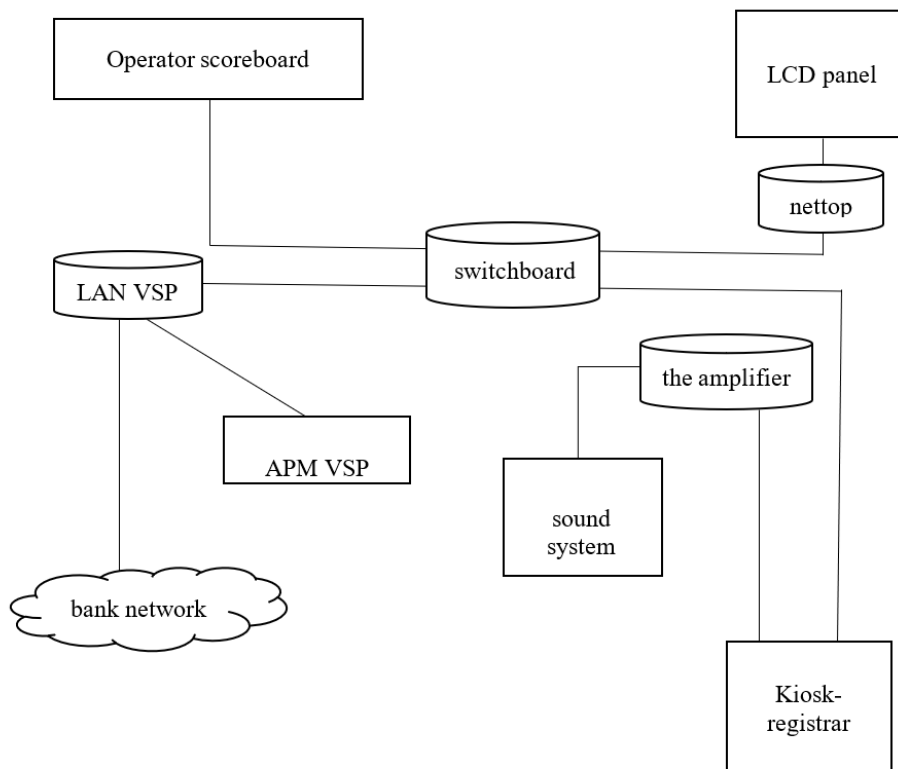 Operator scoreboard
LCD panel
nettop
switchboard
LAN VSP
the amplifier
APM VSP
sound
system
bank network
Kiosk-
registrar